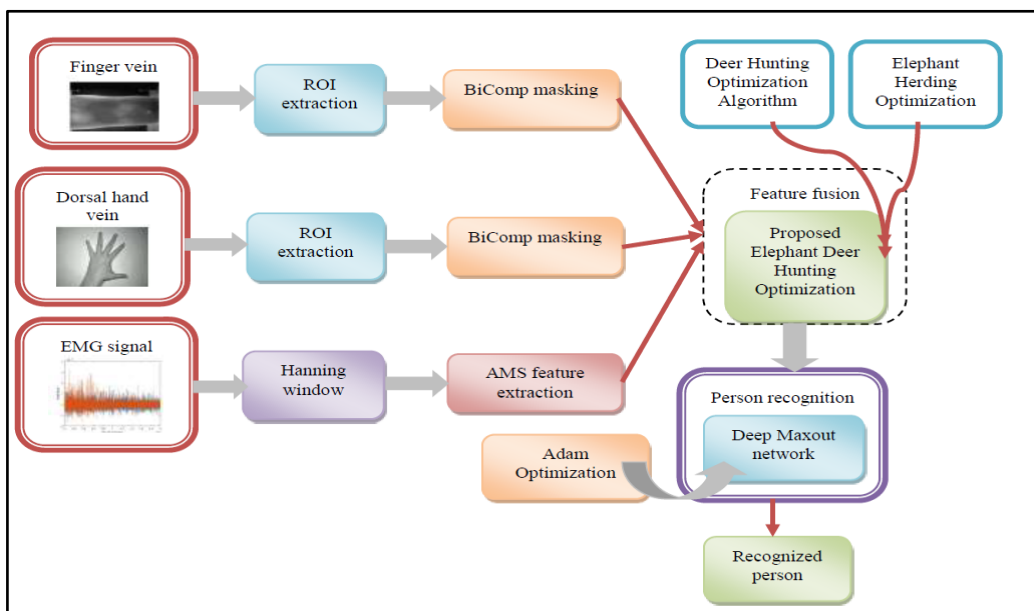 Finger vein
ROI
extraction
BiComp masking
Deer Hunting
Optimization
Algorithm
Elephant
Herding
Optimization
Dorsal hand
vein
ROI
extraction
BiComp masking
Feature fusion
Proposed
Elephant Deer
Hunting
Optimization
EMG signal
Hanning
window
AMS feature
extraction
Person recognition
Deep Maxout
network
Adam
Optimization
Recognized
person